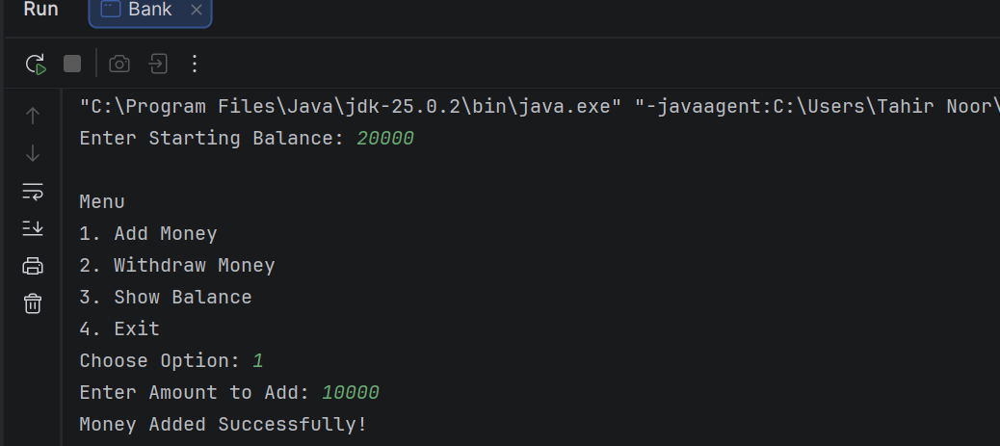 Run Bank
"C:\Program Files\Java\jdk-25.0.2\bin\java.exe" "-javaagent:C:\Users\Tahir Noor\
Enter Starting Balance: 20000
Menu
1. Add Money
2. Withdraw Money
3. Show Balance
4. Exit
Choose Option: 1
Enter Amount to Add: 10000
Money Added Successfully!